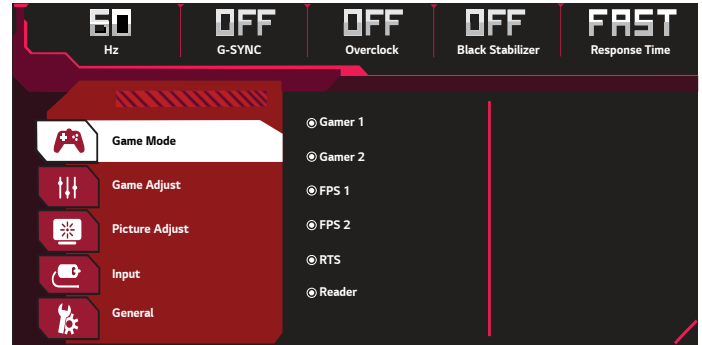 60 OFF OFF OFF FAST
Hz G-SYNC Overclock Black Stabilizer Response Time
Game Mode
Game Adjust
Picture Adjust
Input
General
Gamer 1
Gamer 2
FPS 1
FPS 2
RTS
Reader